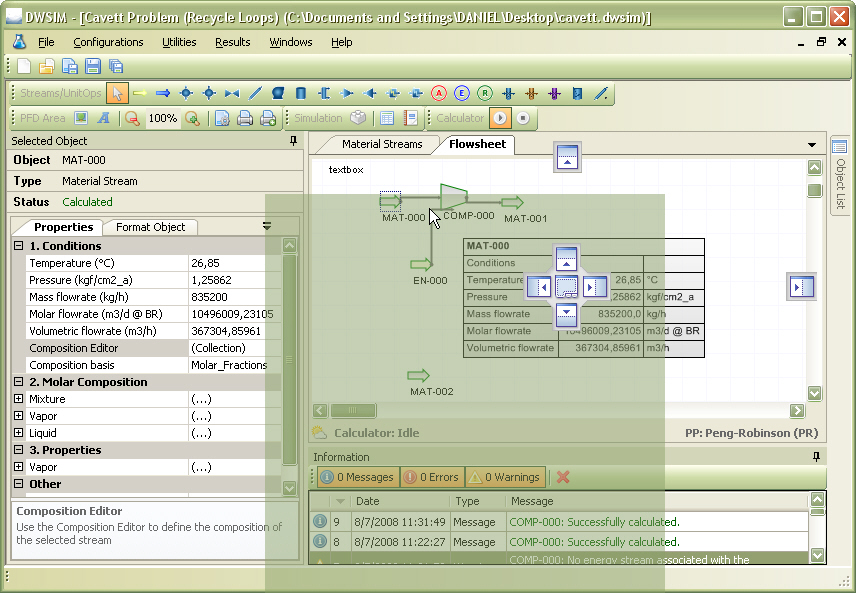 DWSIM - [Cavett Problem (Recycle Loops) (C:\Documents and Settings\DANIEL\Desktop\cavett.dwsim)]
File Configurations Utilities Results Windows Help
Streams/UnitOps A E R
PFD Area A 100% Simulation Calculator
Selected Object
Object MAT-000
Type Material Stream
Status Calculated
Properties Format Object
1. Conditions
Temperature (°C) 26,85
Pressure (kgf/cm2_a) 1,25862
Mass flowrate (kg/h) 835200
Molar flowrate (m3/d @ BR) 10496009,23105
Volumetric flowrate (m3/h) 367304,85961
Composition Editor (Collection)
Composition basis Molar_Fractions
2. Molar Composition
Mixture (...)
Vapor (...)
Liquid (...)
3. Properties
Vapor (...)
Other
Composition Editor
Use the Composition Editor to define the composition of
the selected stream
Material Streams Flowsheet
textbox
MAT-000 COMP-000 MAT-001
EN-000
MAT-000
Conditions
Temperature 26,85 °C
Pressure ,25862 kgf/cm2_a
Mass flowrate 835200,0 kg/h
Molar flowrate 10496009,23105 m3/d @ BR
Volumetric flowrate 367304,85961 m3/h
MAT-002
Calculator: Idle PP: Peng-Robinson (PR)
Object List
Information
0 Messages 0 Errors 0 Warnings
Date Type Message
9 8/7/2008 11:31:49 Message COMP-000: Successfully calculated.
8 8/7/2008 11:22:27 Message COMP-000: Successfully calculated.
COMP-000: No energy stream associated with the